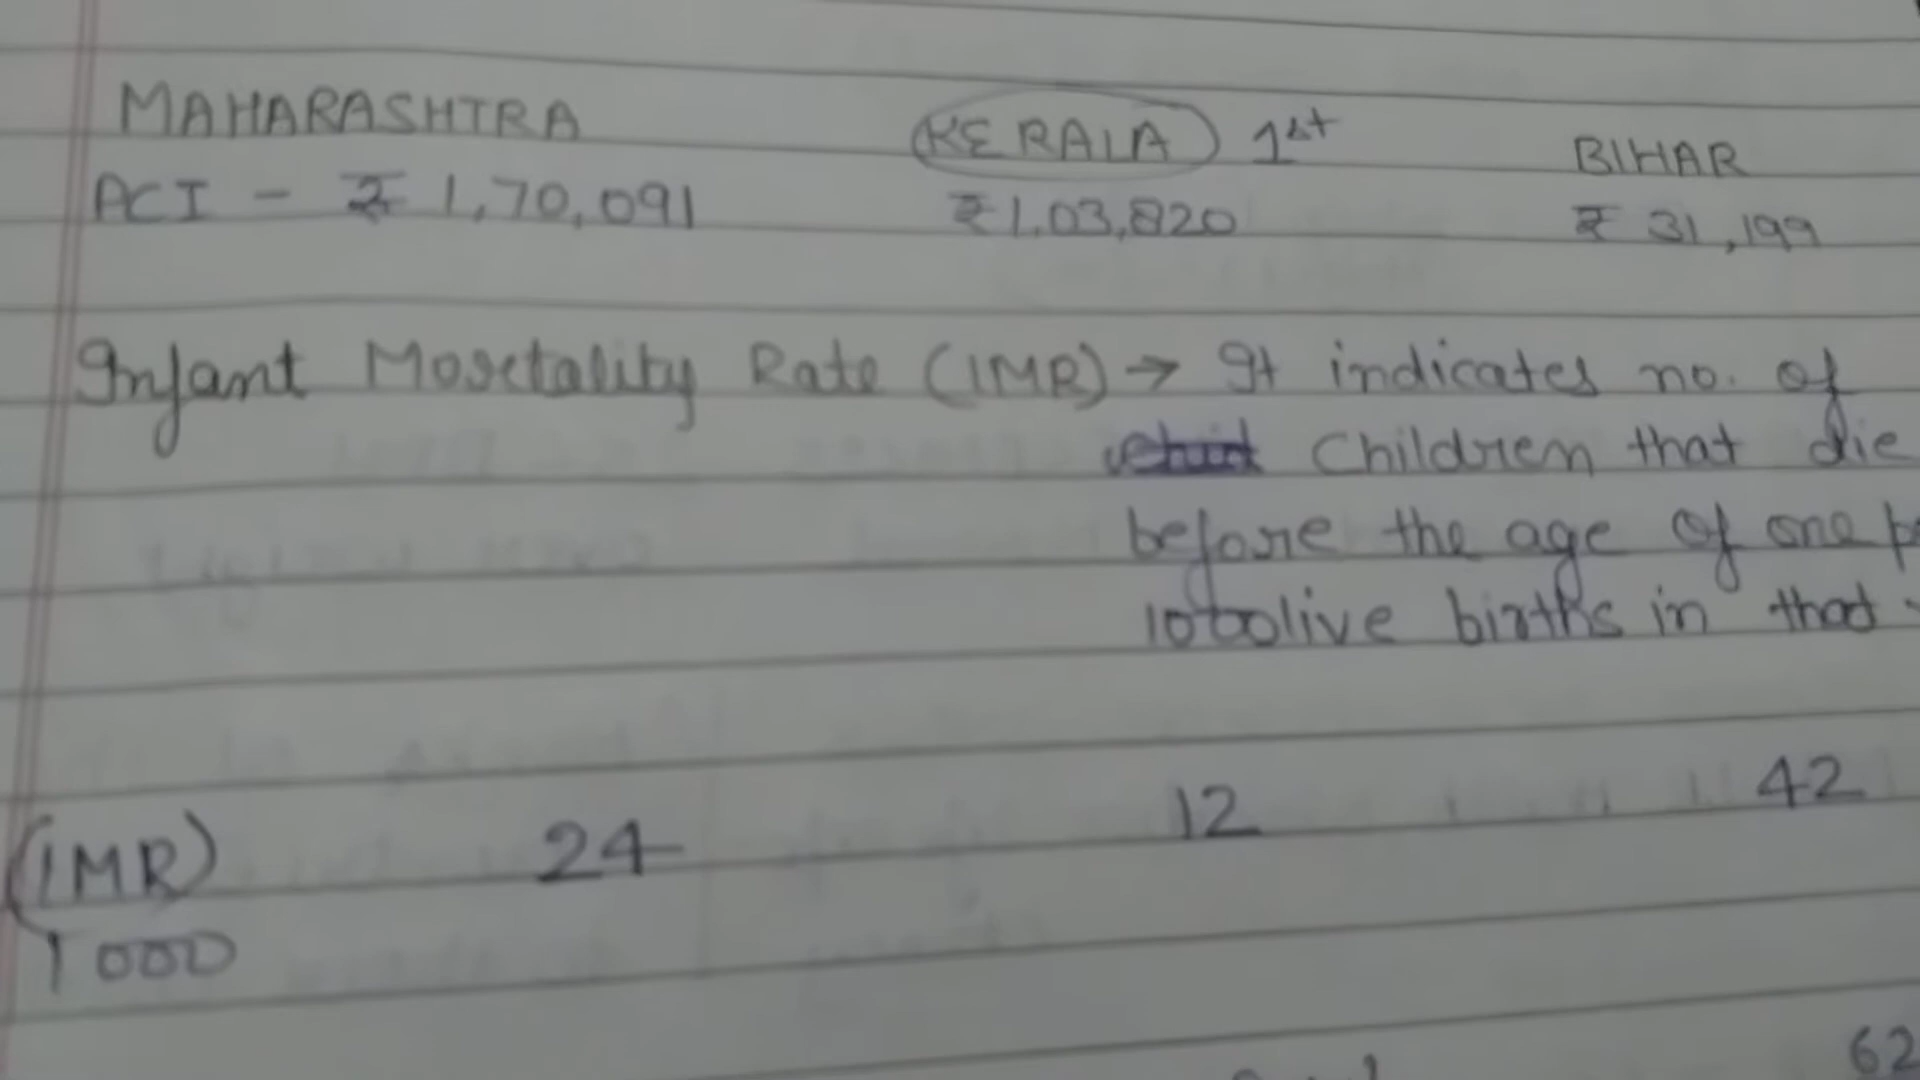 MAHARASHTRA KERALA 1st BIHAR
ACI - ₹ 1,70,091 ₹1,03,820 ₹ 31,199
Infant Mortality Rate (IMR) → It indicates no. of
Children that die
before the age of one
1000live births in that
(IMR) 24 12 42
1000
62